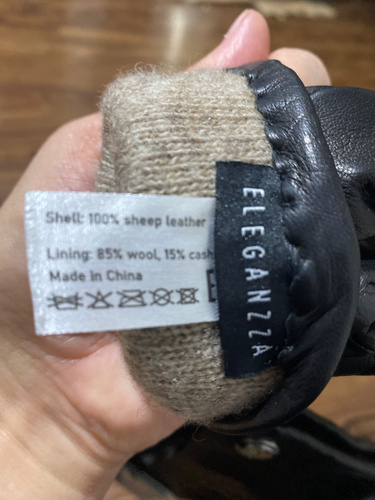 Shell: 100% sheep leather
Lining: 85% wool, 15% cash
Made in China
E
ELEGANZZA